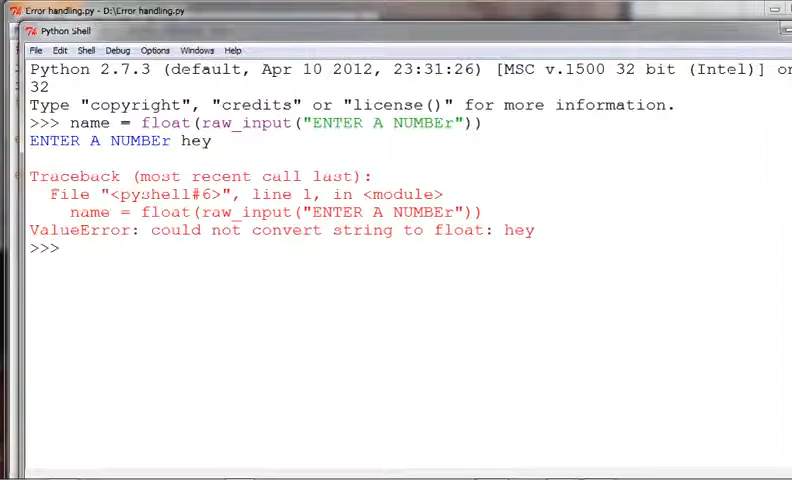 Error handling.py - D:\Error handling.py
Python Shell
File Edit Shell Debug Options Windows Help
Python 2.7.3 (default, Apr 10 2012, 23:31:26) [MSC v.1500 32 bit (Intel)] on
32
Type "copyright", "credits" or "license()" for more information.
>>> name = float(raw_input("ENTER A NUMBEr"))
ENTER A NUMBEr hey
Traceback (most recent call last):
File "<pyshell#6>", line 1, in <module>
name = float(raw_input("ENTER A NUMBEr"))
ValueError: could not convert string to float: hey
>>>